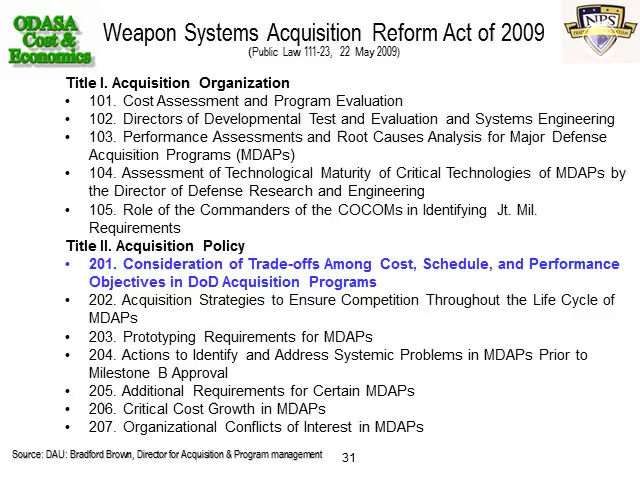 ODASA
Cost &
Economics
Weapon Systems Acquisition Reform Act of 2009
(Public Law 111-23, 22 May 2009)
NPS
Title I. Acquisition Organization
• 101. Cost Assessment and Program Evaluation
• 102. Directors of Developmental Test and Evaluation and Systems Engineering
• 103. Performance Assessments and Root Causes Analysis for Major Defense
Acquisition Programs (MDAPs)
• 104. Assessment of Technological Maturity of Critical Technologies of MDAPs by
the Director of Defense Research and Engineering
• 105. Role of the Commanders of the COCOMs in Identifying Jt. Mil.
Requirements
Title II. Acquisition Policy
• 201. Consideration of Trade-offs Among Cost, Schedule, and Performance
Objectives in DoD Acquisition Programs
• 202. Acquisition Strategies to Ensure Competition Throughout the Life Cycle of
MDAPs
• 203. Prototyping Requirements for MDAPs
• 204. Actions to Identify and Address Systemic Problems in MDAPs Prior to
Milestone B Approval
• 205. Additional Requirements for Certain MDAPs
• 206. Critical Cost Growth in MDAPs
• 207. Organizational Conflicts of Interest in MDAPs
Source: DAU: Bradford Brown, Director for Acquisition & Program management
31